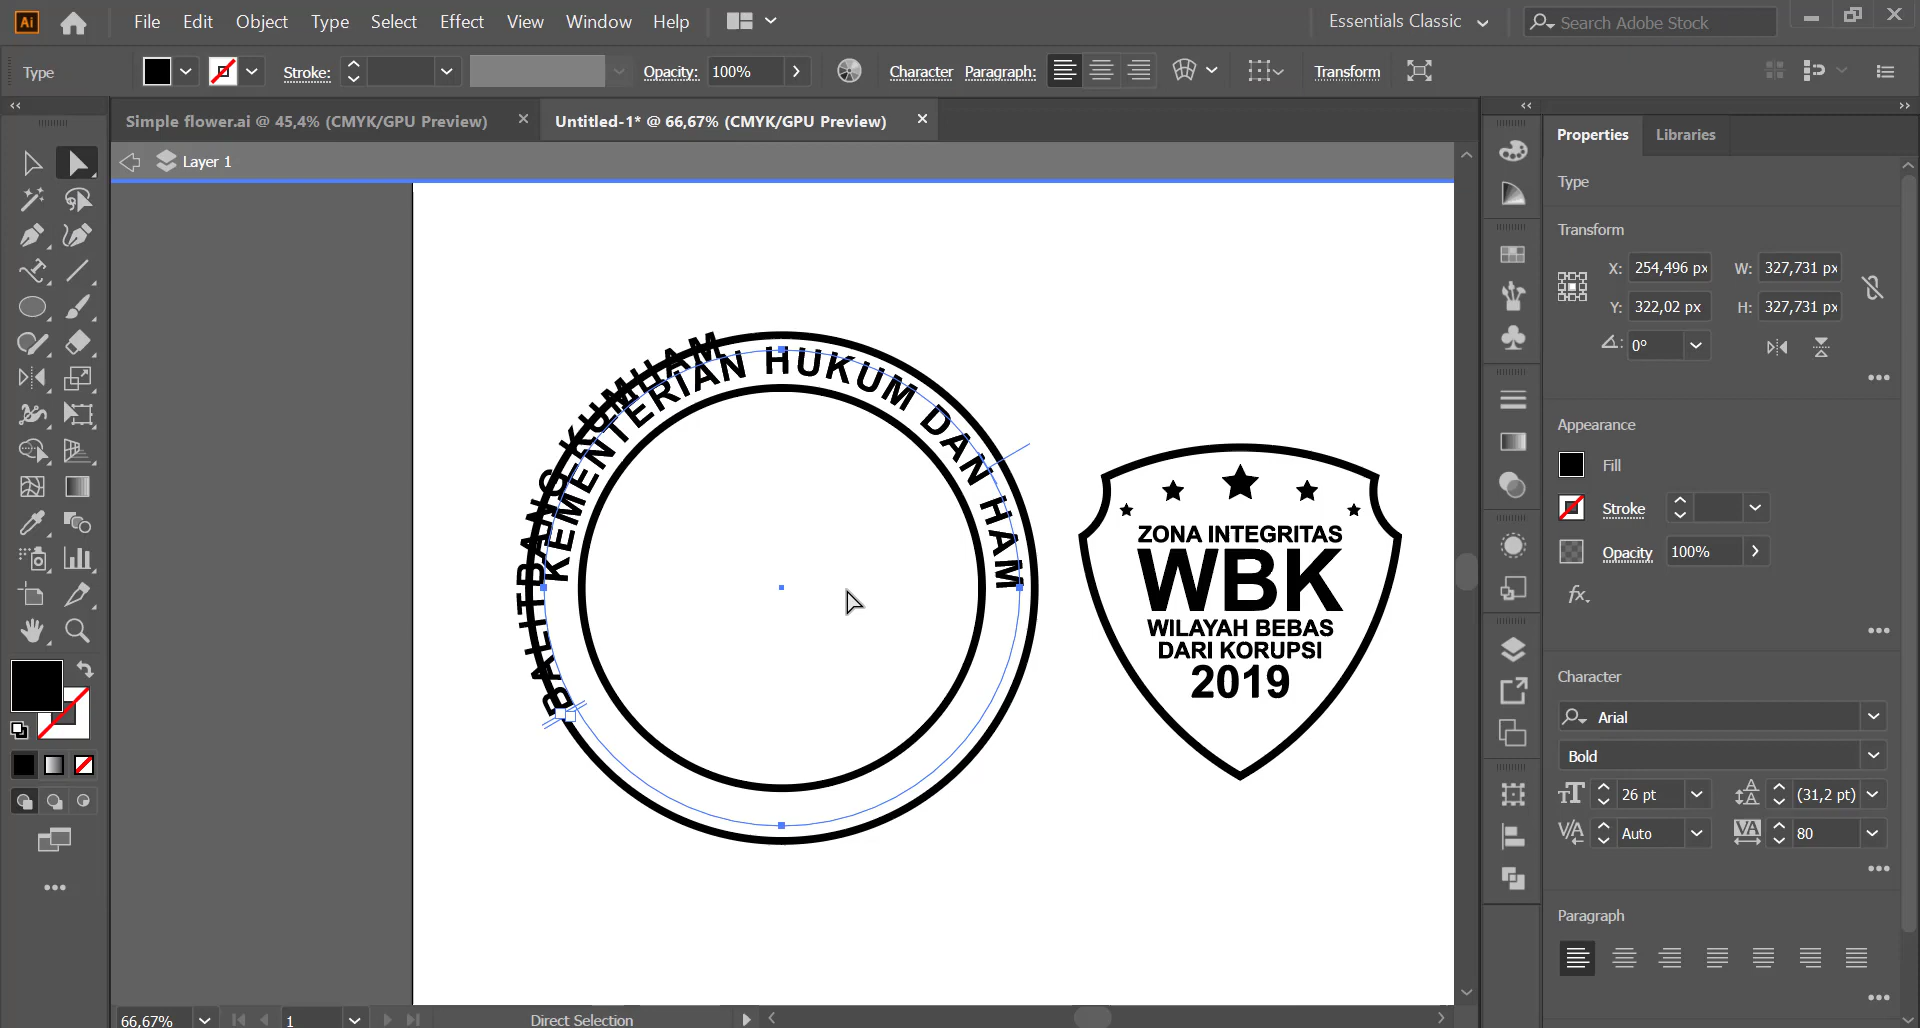 Ai File Edit Object Type Select Effect View Window Help Essentials Classic Search Adobe Stock
Type Stroke: Opacity: 100% Character Paragraph: Transform
Simple flower.ai @ 45,4% (CMYK/GPU Preview) Untitled-1* @ 66,67% (CMYK/GPU Preview)
Layer 1
BALITBANG KUMHAM
KEMENTERIAN HUKUM DAN HAM
ZONA INTEGRITAS
WBK
WILAYAH BEBAS
DARI KORUPSI
2019
66,67% 1 Direct Selection
Properties Libraries
Type
Transform
X: 254,496 px W: 327,731 px
Y: 322,02 px H: 327,731 px
0°
Appearance
Fill
Stroke
Opacity 100%
fx.
Character
Arial
Bold
26 pt (31,2 pt)
Auto 80
Paragraph